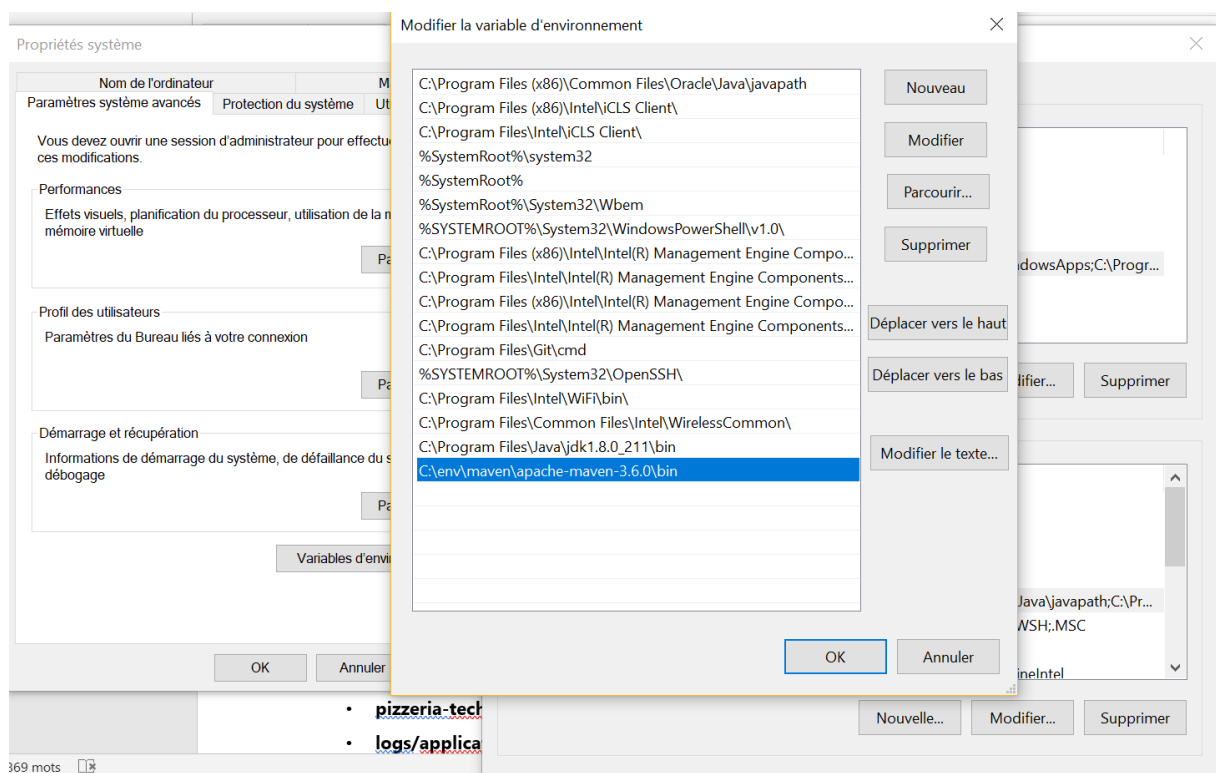 Modifier la variable d'environnement
Propriétés système
Nom de l'ordinateur
Paramètres système avancés
Protection du système
Vous devez ouvrir une session d'administrateur pour
ces modifications.
Performances
Effets visuels, planification du processeur, utilisation de la
mémoire virtuelle
Profil des utilisateurs
Paramètres du Bureau liés à votre connexion
Démarrage et récupération
Informations de démarrage du système, de défaillance du
débogage
Variables
OK
C:\Program Files (x86)\Common Files\Oracle\Java\javapath
C:\Program Files (x86)\Intel\iCLS Client\
C:\Program Files\Intel\iCLS Client\
%SystemRoot%\system32
%SystemRoot%
%SystemRoot%\System32\Wbem
%SYSTEMROOT%\System32\WindowsPowerShell\v1.0\
C:\Program Files (x86)\Intel\Intel(R) Management Engine Compo...
C:\Program Files\Intel\Intel(R) Management Engine Components...
C:\Program Files (x86)\Intel\Intel(R) Management Engine Compo...
C:\Program Files\Intel\Intel(R) Management Engine Components...
C:\Program Files\Git\cmd
%SYSTEMROOT%\System32\OpenSSH\
C:\Program Files\Intel\WiFi\bin\
C:\Program Files\Common Files\Intel\WirelessCommon\
C:\Program Files\Java\jdk1.8.0_211\bin
C:\env\maven\apache-maven-3.6.0\bin
Nouveau
Modifier
Parcourir...
Supprimer
Déplacer vers le haut
Déplacer vers le bas
Modifier le texte...
OK
Annuler
dowsApps;C:\Progr...
difier...
Supprimer
Java\javapath;C:\Pr...
WSH;.MSC
ineIntel
Nouvelle...
Modifier...
Supprimer
• pizzeria-tech
• logs/applica
369 mots